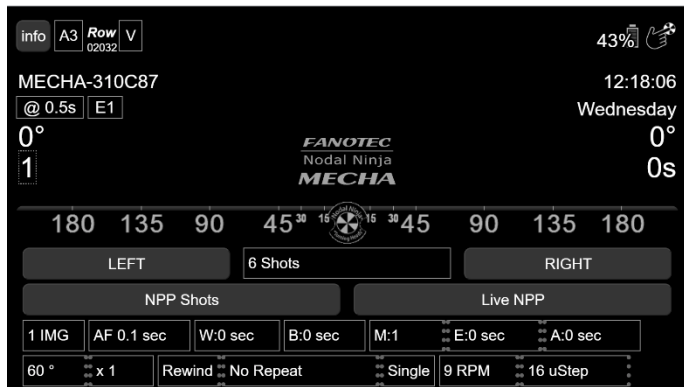 info A3 Row 02032 V 43%
MECHA-310C87 12:18:06
@ 0.5s E1 Wednesday
0° 0°
FANOTEC
1 Nodal Ninja 0s
MECHA
180 135 90 45 30 15 15 30 45 90 135 180
LEFT 6 Shots RIGHT
NPP Shots Live NPP
1 IMG AF 0.1 sec W:0 sec B:0 sec M:1 E:0 sec A:0 sec
60 ° x 1 Rewind No Repeat Single 9 RPM 16 uStep